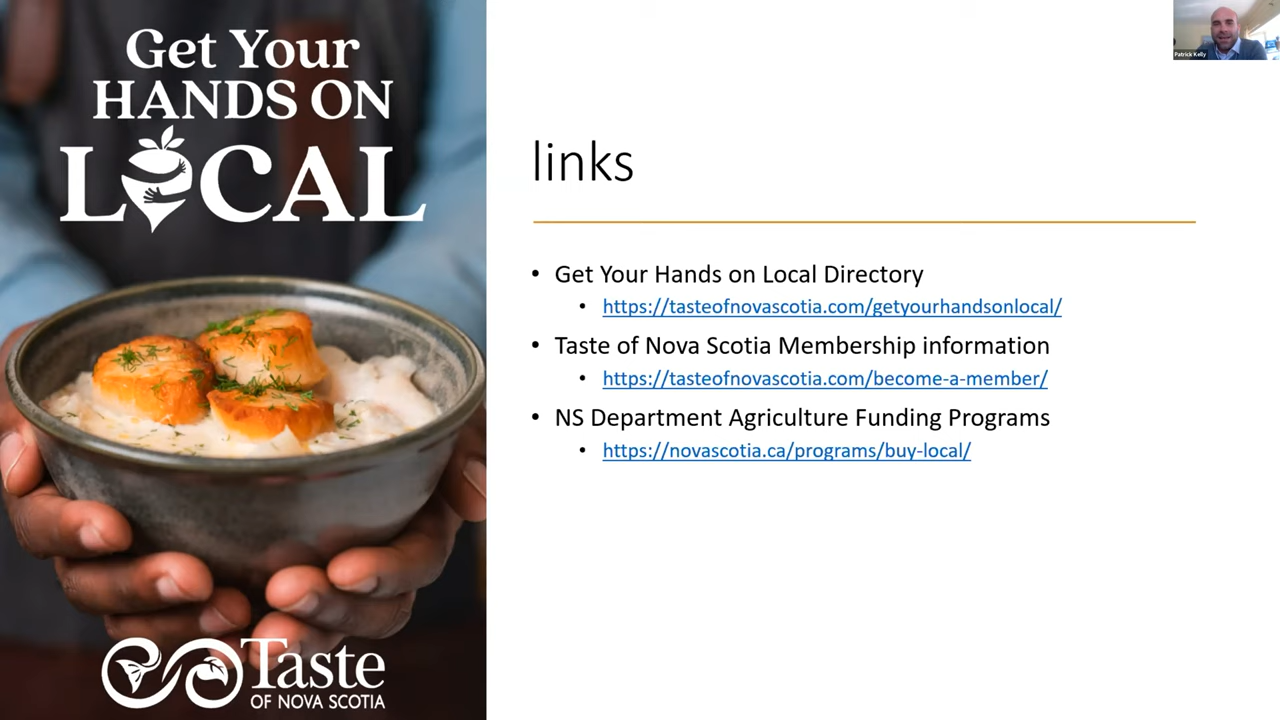 Get Your
HANDS ON
LOCAL
Taste
OF NOVA SCOTIA
Patrick Kelly
links
• Get Your Hands on Local Directory
• https://tasteofnovascotia.com/getyourhandsonlocal/
• Taste of Nova Scotia Membership information
• https://tasteofnovascotia.com/become-a-member/
• NS Department Agriculture Funding Programs
• https://novascotia.ca/programs/buy-local/